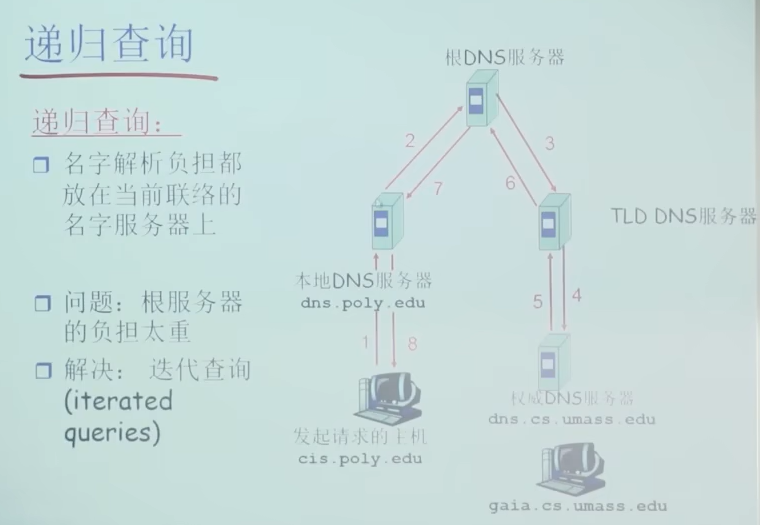 递归查询
递归查询：
名字解析负担都
放在当前联络的
名字服务器上
问题：根服务器
的负担太重
解决： 迭代查询
(iterated
queries)
根DNS服务器
2
3
7
6
TLD DNS服务器
本地DNS服务器
dns.poly.edu
5
4
1
8
权威DNS服务器
dns.cs.umass.edu
发起请求的主机
cis.poly.edu
gaia.cs.umass.edu